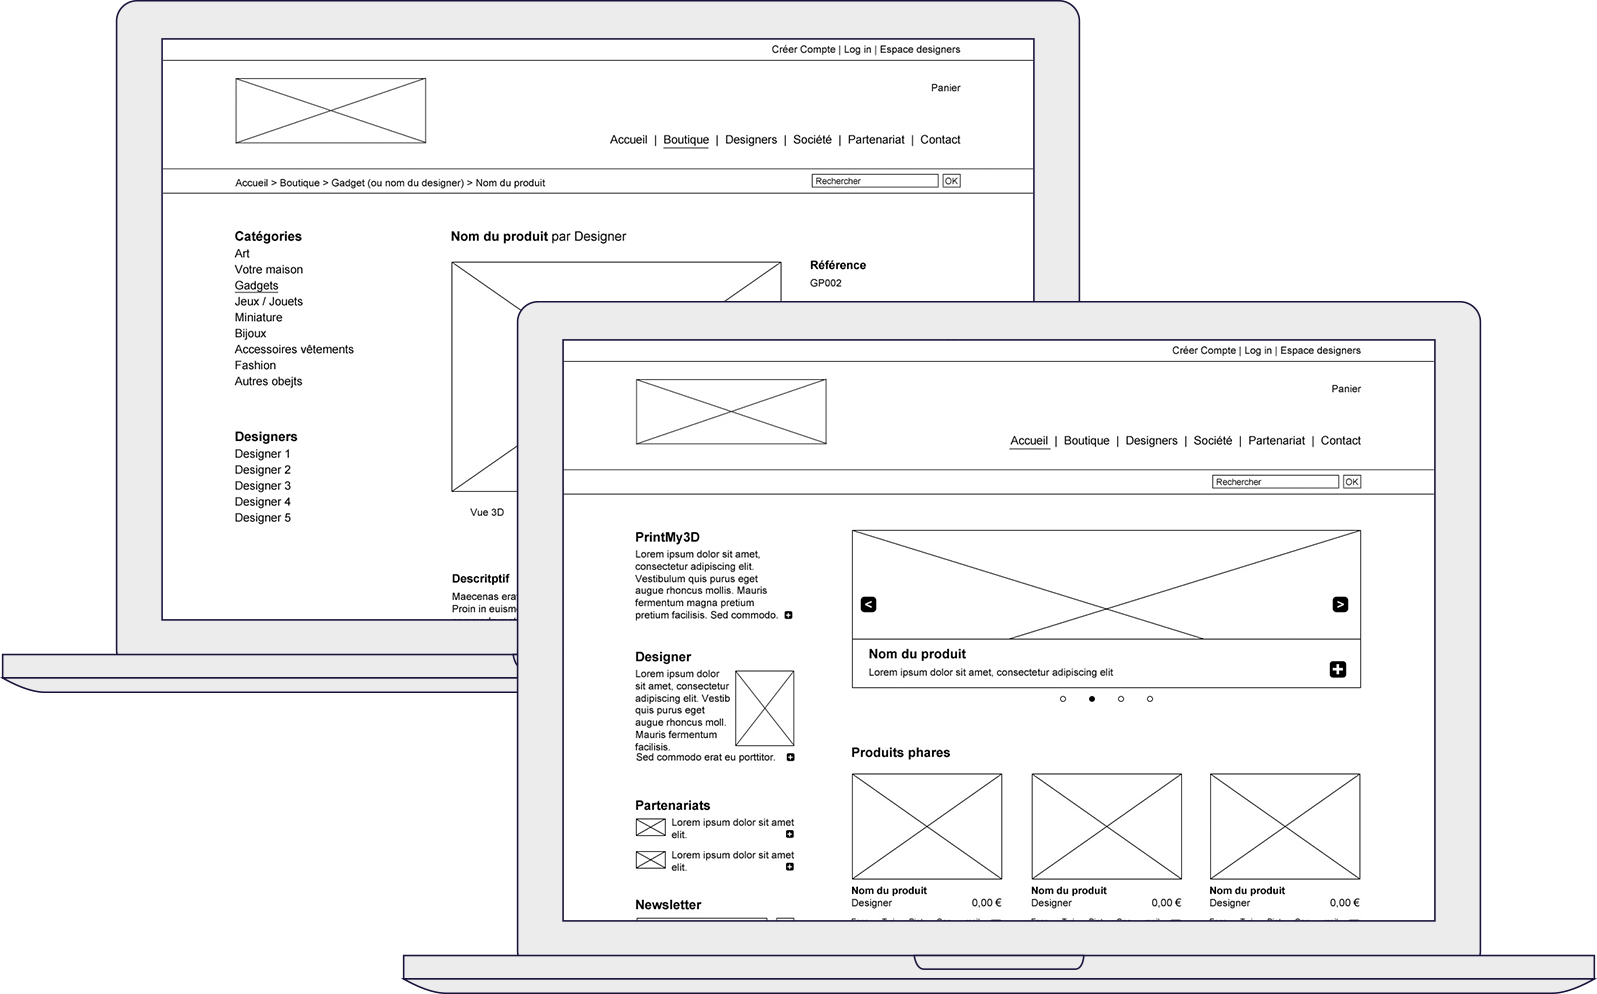 Créer Compte | Log in | Espace designers
Panier
Accueil | Boutique | Designers | Société | Partenariat | Contact
Accueil > Boutique > Gadget (ou nom du designer) > Nom du produit
Rechercher OK
Catégories
Art
Votre maison
Gadgets
Jeux / Jouets
Miniature
Bijoux
Accessoires vêtements
Fashion
Autres obejts
Designers
Designer 1
Designer 2
Designer 3
Designer 4
Designer 5
Nom du produit par Designer
Référence
GP002
Vue 3D
Descritptif
Maecenas
Proin in
Créer Compte | Log in | Espace designers
Panier
Accueil | Boutique | Designers | Société | Partenariat | Contact
Rechercher OK
PrintMy3D
Lorem ipsum dolor sit amet,
consectetur adipiscing elit.
Vestibulum quis purus eget
augue rhoncus mollis. Mauris
fermentum magna pretium
pretium facilisis. Sed commodo.
Designer
Lorem ipsum dolor
sit amet, consectetur
adipiscing elit. Vestib
quis purus eget
augue rhoncus moll.
Mauris fermentum
facilisis.
Sed commodo erat eu porttitor.
Partenariats
Lorem ipsum dolor sit amet
elit.
Lorem ipsum dolor sit amet
elit.
Newsletter
< >
Nom du produit
Lorem ipsum dolor sit amet, consectetur adipiscing elit
Produits phares
Nom du produit
Designer 0,00 €
Nom du produit
Designer 0,00 €
Nom du produit
Designer 0,00 €